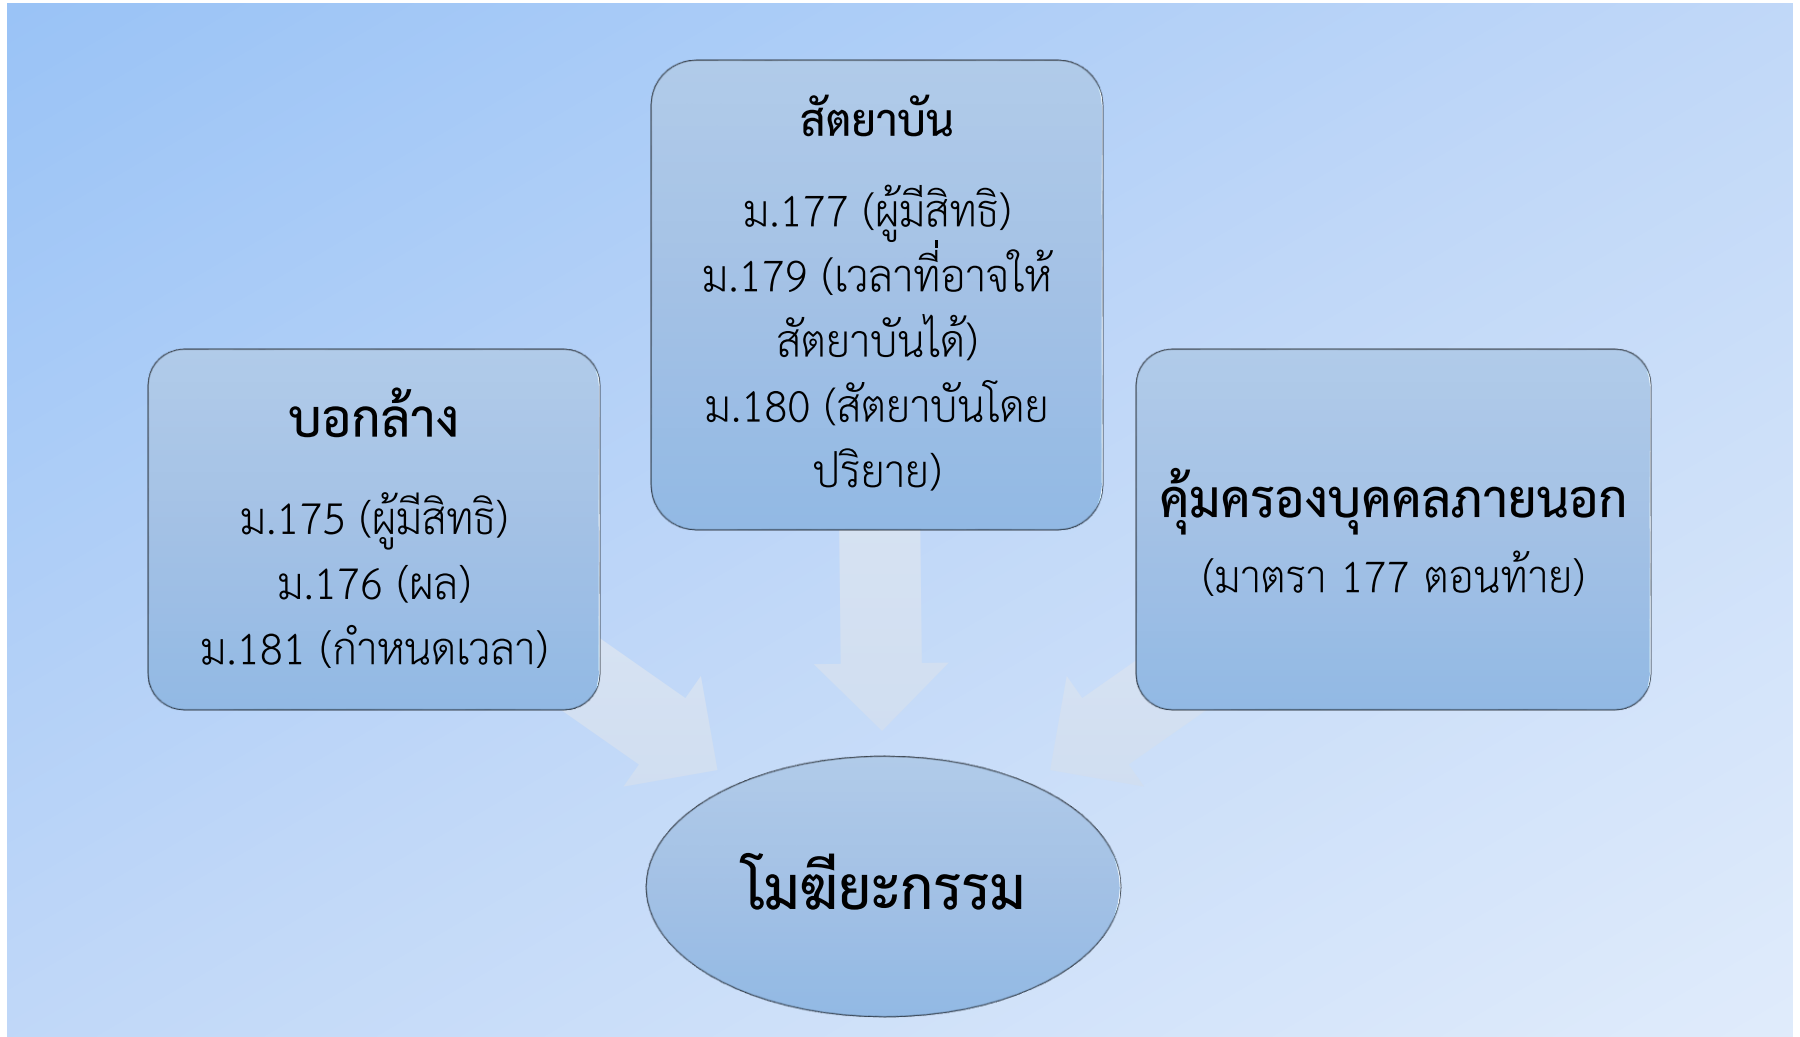 สัตยาบัน
ม.177 (ผู้มีสิทธิ)
ม.179 (เวลาที่อาจให้
สัตยาบันได้)
ม.180 (สัตยาบันโดย
ปริยาย)
บอกล้าง
ม.175 (ผู้มีสิทธิ)
ม.176 (ผล)
ม.181 (กำหนดเวลา)
คุ้มครองบุคคลภายนอก
(มาตรา 177 ตอนท้าย)
โมฆียะกรรม